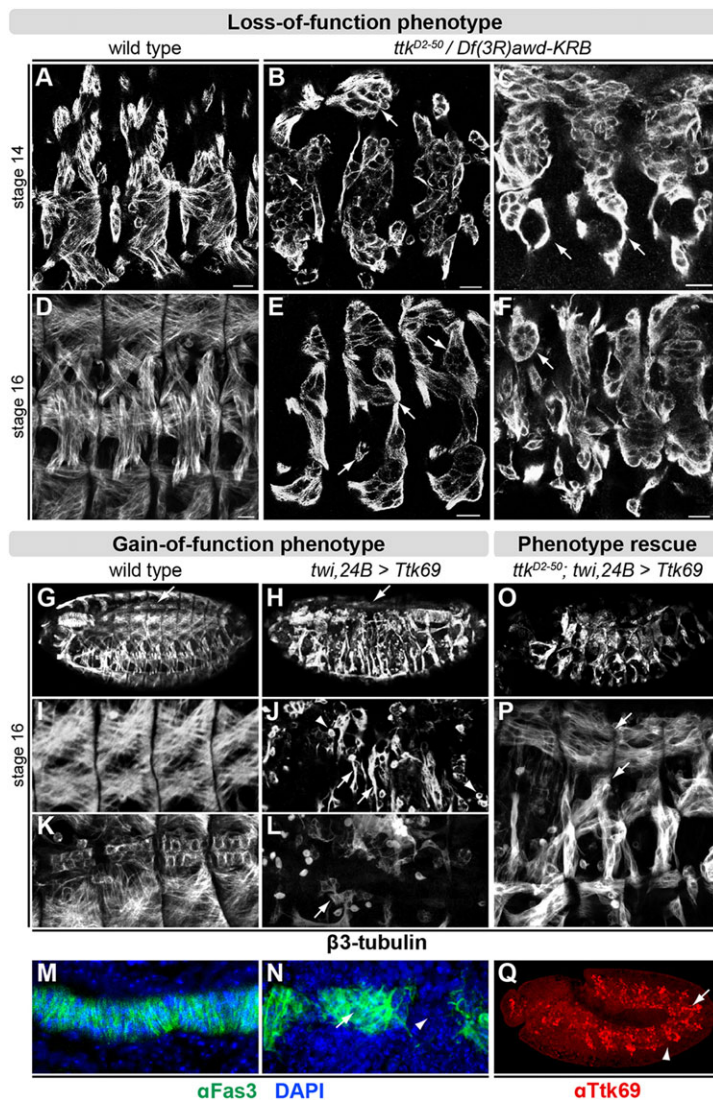 Loss-of-function phenotype
wild type
ttkD2-50 / Df(3R)awd-KRB
stage 14
A
B
C
stage 16
D
E
F
Gain-of-function phenotype
Phenotype rescue
wild type
twi,24B > Ttk69
ttkD2-50; twi,24B > Ttk69
stage 16
G
H
O
I
J
P
K
L
β3-tubulin
M
N
Q
αFas3 DAPI
αTtk69